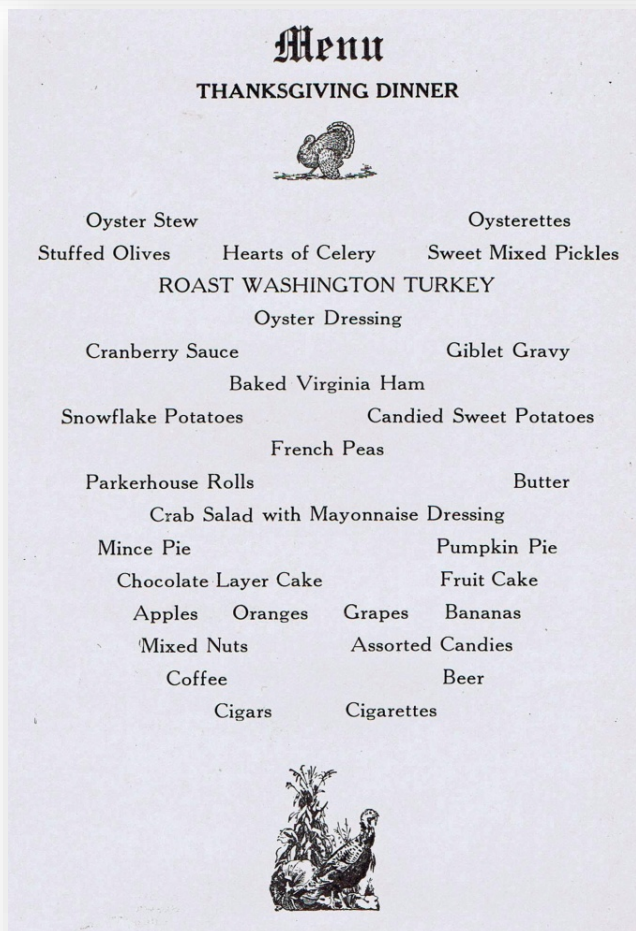 Menu
THANKSGIVING DINNER
Oyster Stew Oysterettes
Stuffed Olives Hearts of Celery Sweet Mixed Pickles
ROAST WASHINGTON TURKEY
Oyster Dressing
Cranberry Sauce Giblet Gravy
Baked Virginia Ham
Snowflake Potatoes Candied Sweet Potatoes
French Peas
Parkerhouse Rolls Butter
Crab Salad with Mayonnaise Dressing
Mince Pie Pumpkin Pie
Chocolate Layer Cake Fruit Cake
Apples Oranges Grapes Bananas
Mixed Nuts Assorted Candies
Coffee Beer
Cigars Cigarettes